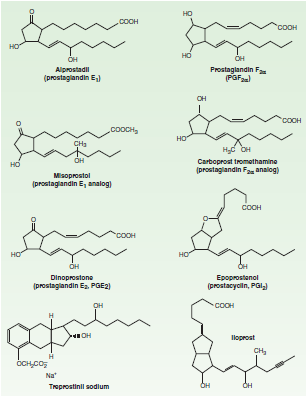 O
COOH
HO
OH
Alprostadil
(prostaglandin E1)
HO
COOH
HO
OH
Prostaglandin F2α
(PGF2α)
O
COOCH3
CH3
HO
OH
Misoprostol
(prostaglandin E1 analog)
OH
COOH
HO
H3C OH
Carboprost tromethamine
(prostaglandin F2α analog)
O
COOH
HO
OH
Dinoprostone
(prostaglandin E2, PGE2)
COOH
O
HO
OH
Epoprostenol
(prostacyclin, PGI2)
OH
H
OH
H
OCH2CO2−
Na+
Treprostinil sodium
COOH
Iloprost
CH3
OH
OH